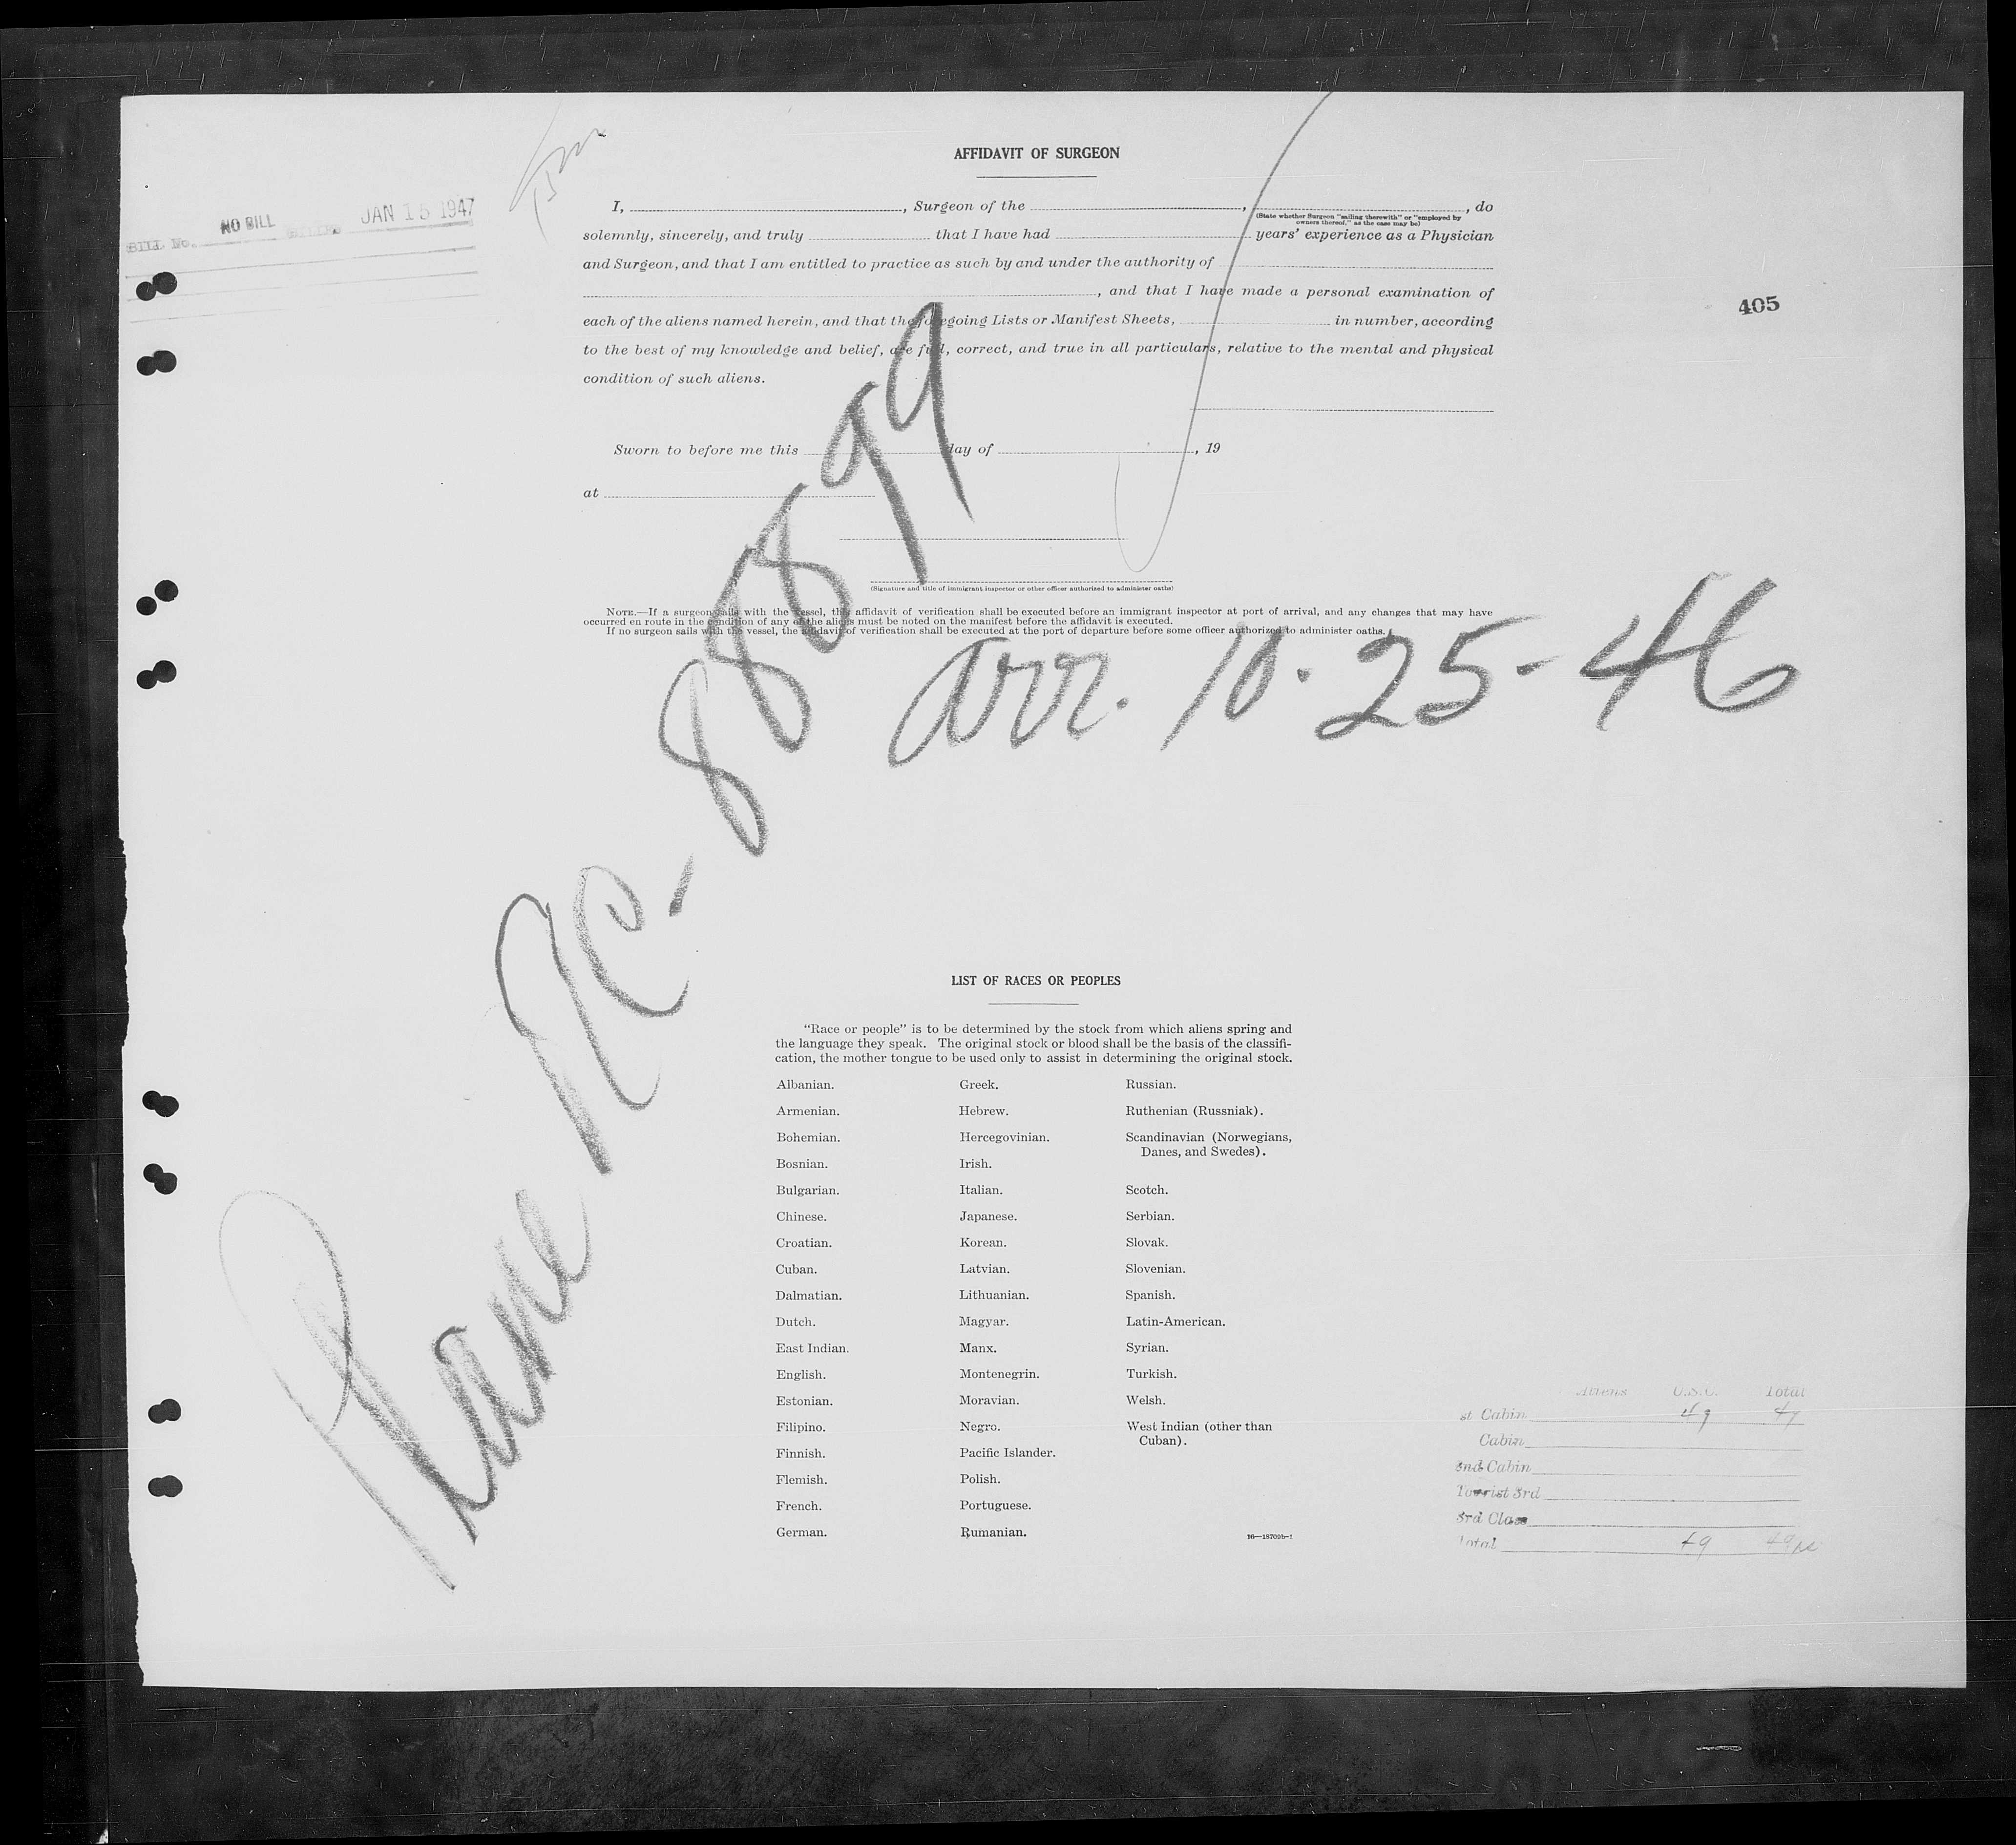 AFFIDAVIT OF SURGEON
BILL No. NO BILL JAN 15 1947
I, , Surgeon of the , , do
(State whether Surgeon "sailing therewith" or "employed by
owners thereof," as the case may be)
solemnly, sincerely, and truly that I have had years' experience as a Physician
and Surgeon, and that I am entitled to practice as such by and under the authority of
, and that I have made a personal examination of
405
each of the aliens named herein, and that the foregoing Lists or Manifest Sheets, in number, according
to the best of my knowledge and belief, are full, correct, and true in all particulars, relative to the mental and physical
condition of such aliens.
Sworn to before me this day of , 19
at
(Signature and title of immigrant inspector or other officer authorized to administer oaths)
NOTE.—If a surgeon sails with the vessel, this affidavit of verification shall be executed before an immigrant inspector at port of arrival, and any changes that may have
occurred en route in the condition of any of the aliens must be noted on the manifest before the affidavit is executed.
If no surgeon sails with the vessel, the affidavit of verification shall be executed at the port of departure before some officer authorized to administer oaths.
Plane NC-88899
arr. 10-25-46
LIST OF RACES OR PEOPLES
"Race or people" is to be determined by the stock from which aliens spring and
the language they speak. The original stock or blood shall be the basis of the classifi-
cation, the mother tongue to be used only to assist in determining the original stock.
Albanian. Greek. Russian.
Armenian. Hebrew. Ruthenian (Russniak).
Bohemian. Hercegovinian. Scandinavian (Norwegians,
Danes, and Swedes).
Bosnian. Irish.
Bulgarian. Italian. Scotch.
Chinese. Japanese. Serbian.
Croatian. Korean. Slovak.
Cuban. Latvian. Slovenian.
Dalmatian. Lithuanian. Spanish.
Dutch. Magyar. Latin-American.
East Indian. Manx. Syrian.
English. Montenegrin. Turkish.
Estonian. Moravian. Welsh.
Filipino. Negro. West Indian (other than
Cuban).
Finnish. Pacific Islander.
Flemish. Polish.
French. Portuguese.
German. Rumanian.
16—18709b-1
Aliens U.S.C. Total
st Cabin 49 49
Cabin
2nd Cabin
Tourist 3rd
3rd Class
Total 49 49